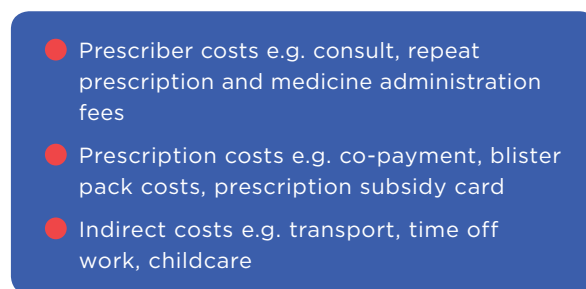 Prescriber costs e.g. consult, repeat
prescription and medicine administration
fees
Prescription costs e.g. co-payment, blister
pack costs, prescription subsidy card
Indirect costs e.g. transport, time off
work, childcare